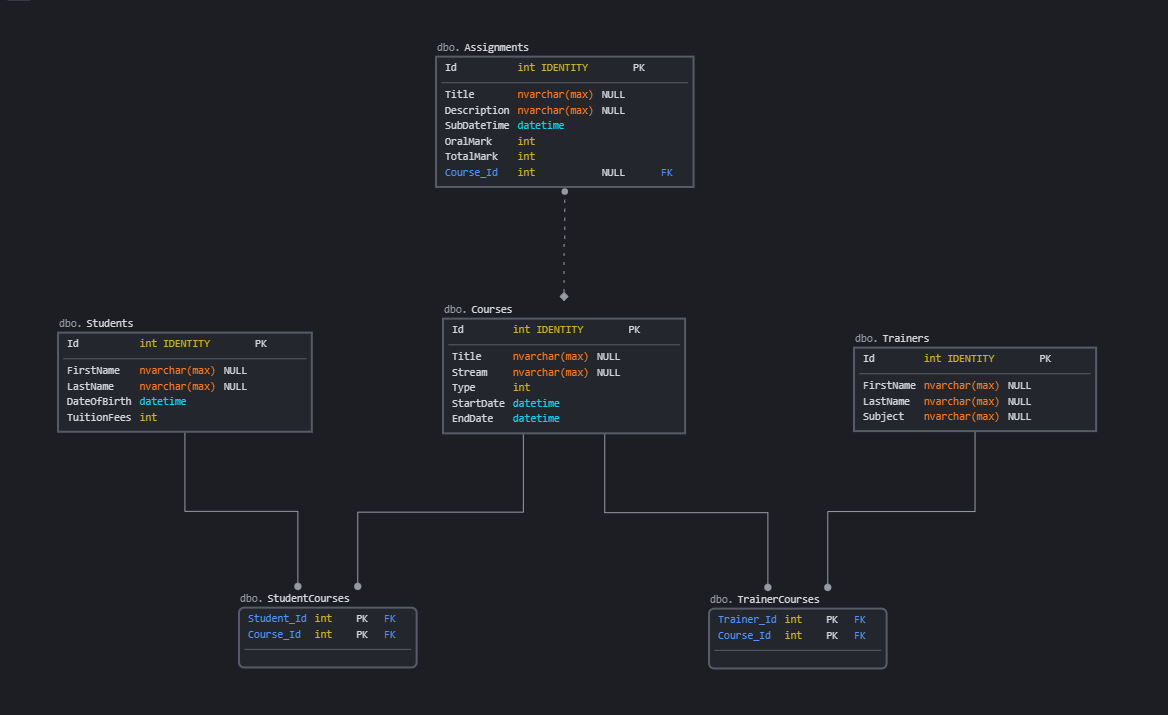 dbo. Assignments
Id int IDENTITY PK
Title nvarchar(max) NULL
Description nvarchar(max) NULL
SubDateTime datetime
OralMark int
TotalMark int
Course_Id int NULL FK
dbo. Students
Id int IDENTITY PK
FirstName nvarchar(max) NULL
LastName nvarchar(max) NULL
DateOfBirth datetime
TuitionFees int
dbo. Courses
Id int IDENTITY PK
Title nvarchar(max) NULL
Stream nvarchar(max) NULL
Type int
StartDate datetime
EndDate datetime
dbo. Trainers
Id int IDENTITY PK
FirstName nvarchar(max) NULL
LastName nvarchar(max) NULL
Subject nvarchar(max) NULL
dbo. StudentCourses
Student_Id int PK FK
Course_Id int PK FK
dbo. TrainerCourses
Trainer_Id int PK FK
Course_Id int PK FK